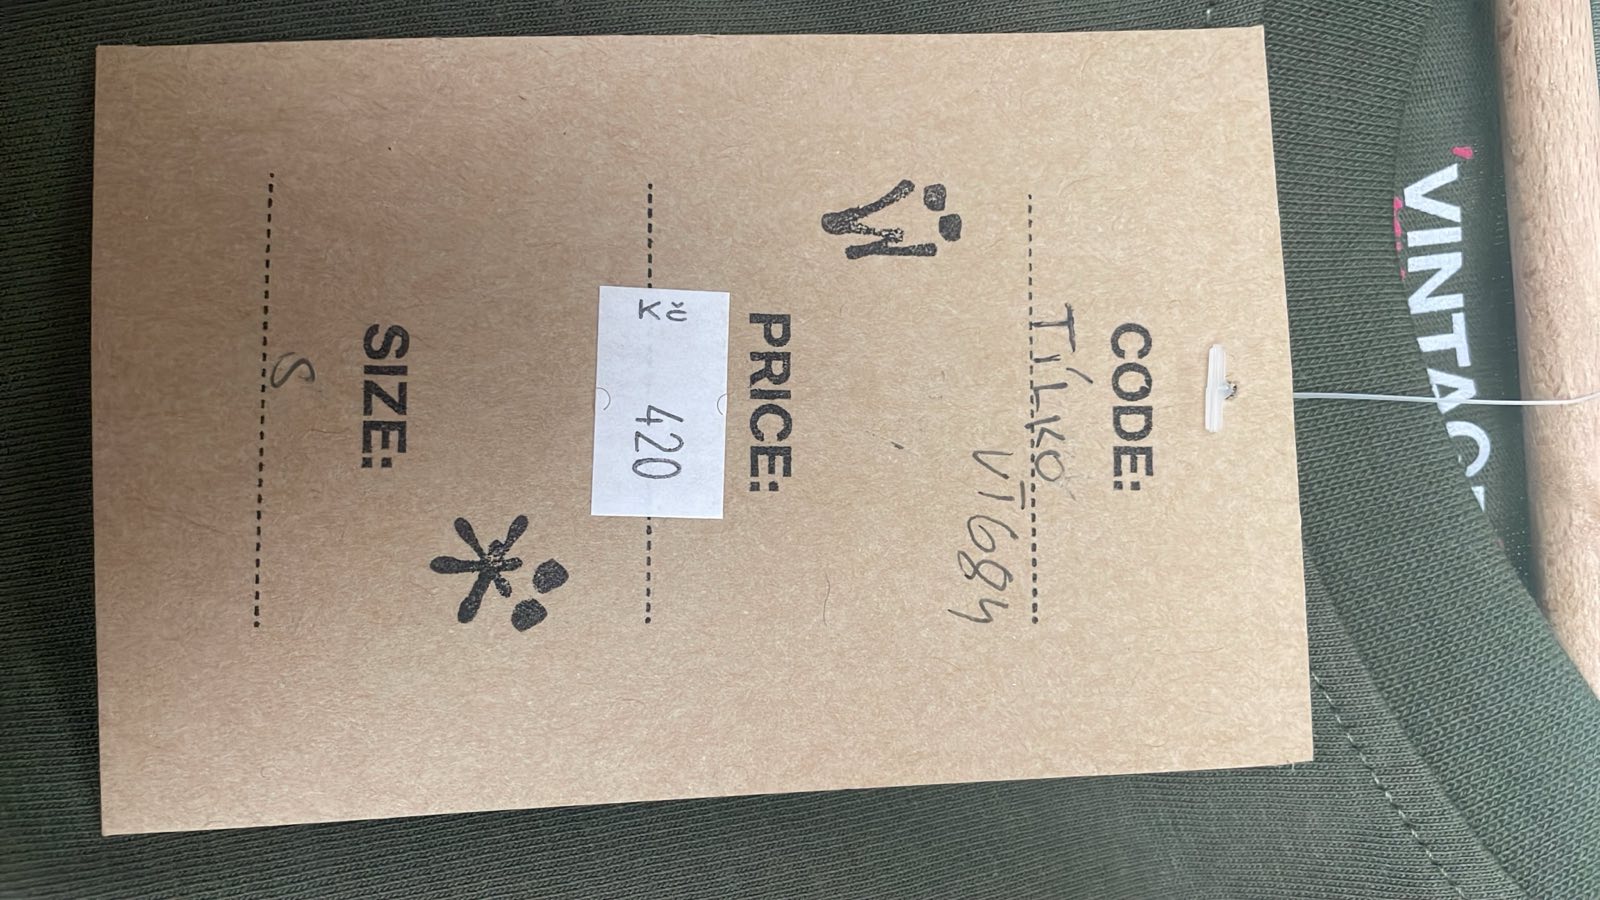 VINTAG
CODE:
TÍLKO
VT684
PRICE:
Kč 420
SIZE:
S